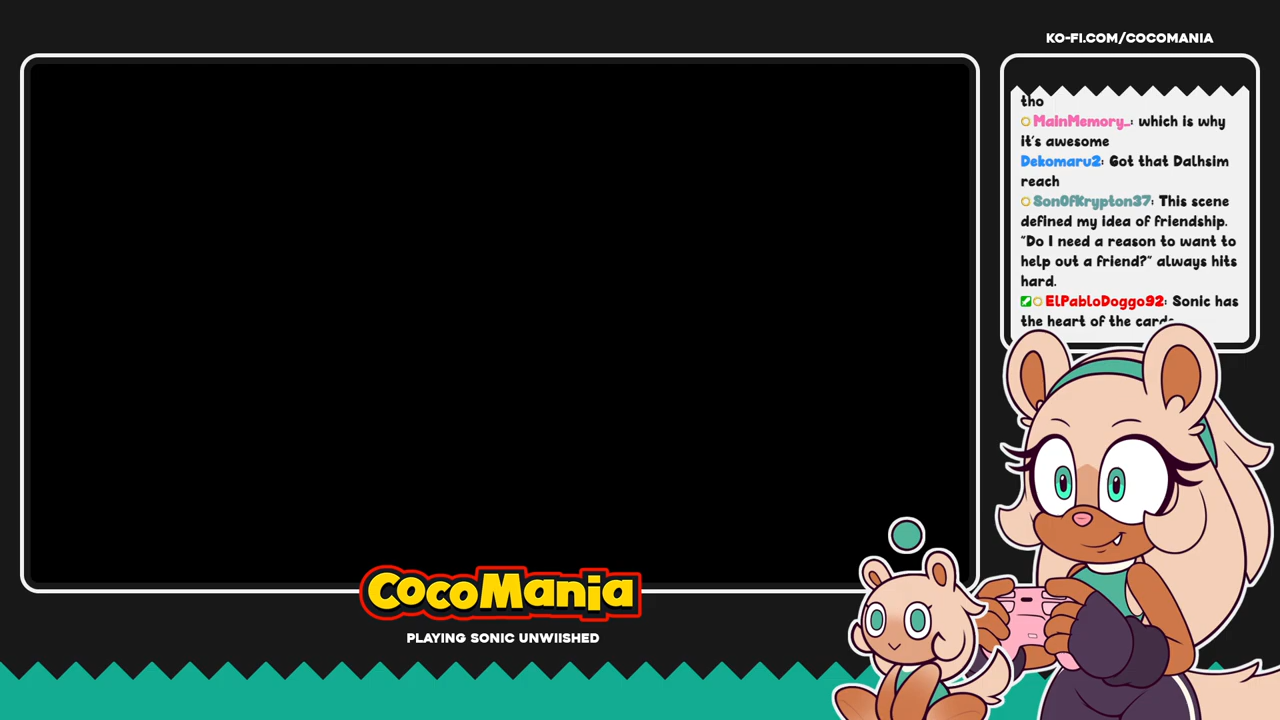 KO-FI.COM/COCOMANIA
tho
MainMemory_: which is why
it's awesome
Dekomaru2: Got that Dalhsim
reach
SonOfKrypton37: This scene
defined my idea of friendship.
"Do I need a reason to want to
help out a friend?" always hits
hard.
ElPabloDoggo92: Sonic has
the heart of the cards
CocoMania
PLAYING SONIC UNWIISHED